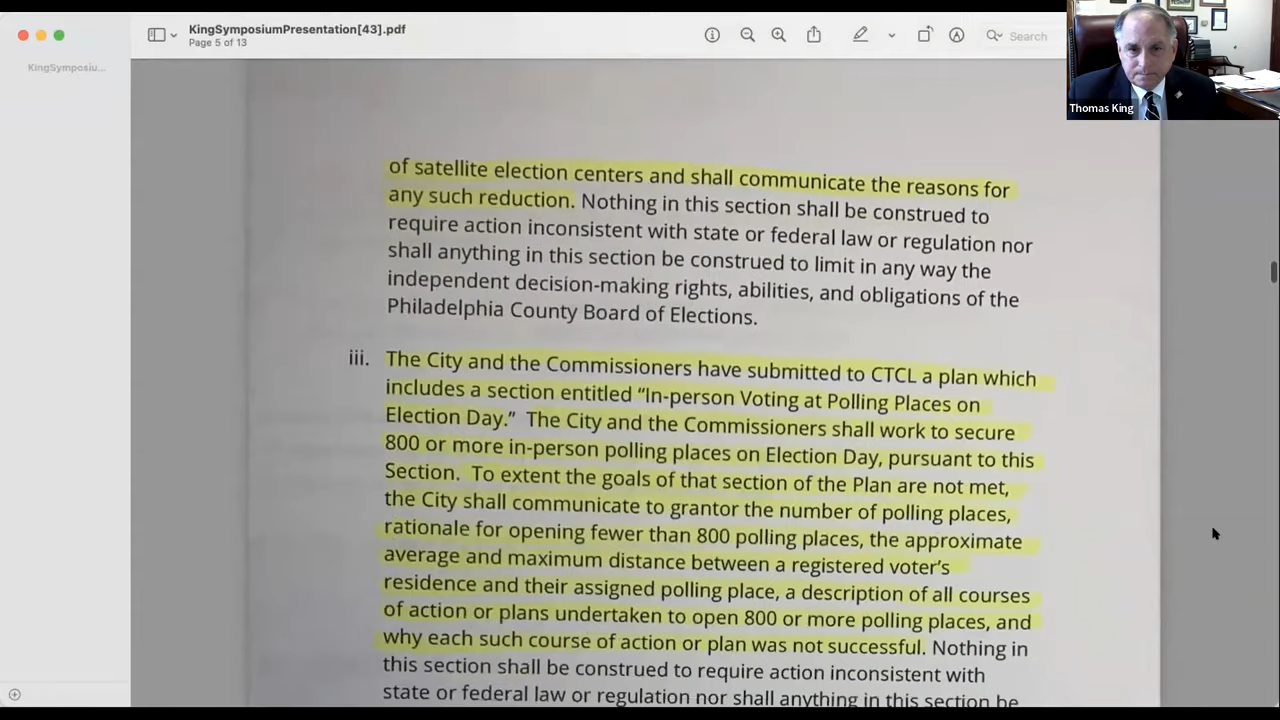 KingSymposiumPresentation[43].pdf
Page 5 of 13
Search
KingSymposiu...
Thomas King
of satellite election centers and shall communicate the reasons for
any such reduction. Nothing in this section shall be construed to
require action inconsistent with state or federal law or regulation nor
shall anything in this section be construed to limit in any way the
independent decision-making rights, abilities, and obligations of the
Philadelphia County Board of Elections.
iii. The City and the Commissioners have submitted to CTCL a plan which
includes a section entitled “In-person Voting at Polling Places on
Election Day.” The City and the Commissioners shall work to secure
800 or more in-person polling places on Election Day, pursuant to this
Section. To extent the goals of that section of the Plan are not met,
the City shall communicate to grantor the number of polling places,
rationale for opening fewer than 800 polling places, the approximate
average and maximum distance between a registered voter’s
residence and their assigned polling place, a description of all courses
of action or plans undertaken to open 800 or more polling places, and
why each such course of action or plan was not successful. Nothing in
this section shall be construed to require action inconsistent with
state or federal law or regulation nor shall anything in this section be